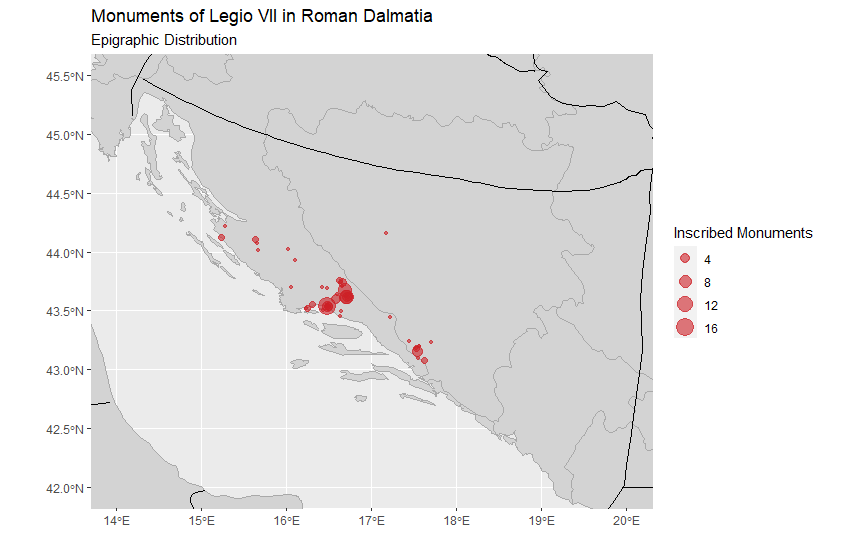 Monuments of Legio VII in Roman Dalmatia
Epigraphic Distribution
45.5°N
45.0°N
44.5°N
44.0°N
43.5°N
43.0°N
42.5°N
42.0°N
14°E 15°E 16°E 17°E 18°E 19°E 20°E
Inscribed Monuments
4
8
12
16